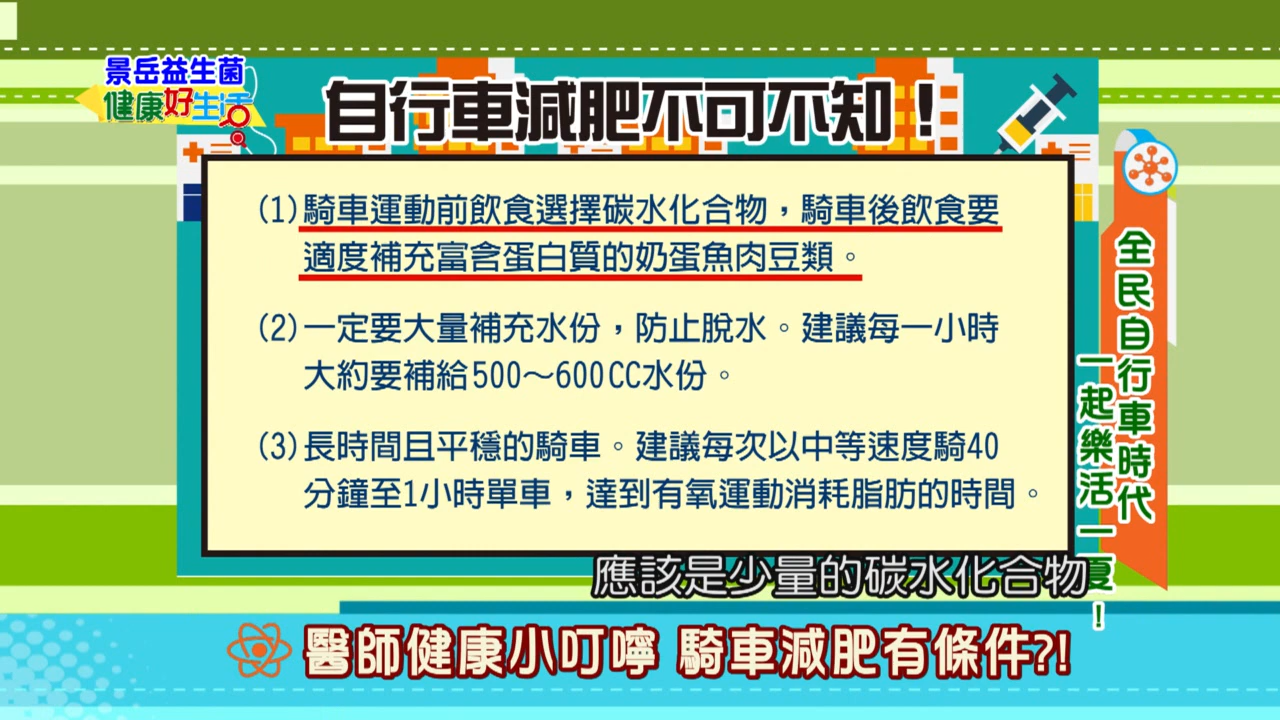 景岳益生菌
健康好生活
自行車減肥不可不知！
(1)騎車運動前飲食選擇碳水化合物，騎車後飲食要
適度補充富含蛋白質的奶蛋魚肉豆類。
(2)一定要大量補充水份，防止脫水。建議每一小時
大約要補給500～600CC水份。
(3)長時間且平穩的騎車。建議每次以中等速度騎40
分鐘至1小時單車，達到有氧運動消耗脂肪的時間。
全民自行車時代
一起樂活一夏！
應該是少量的碳水化合物
醫師健康小叮嚀 騎車減肥有條件?!